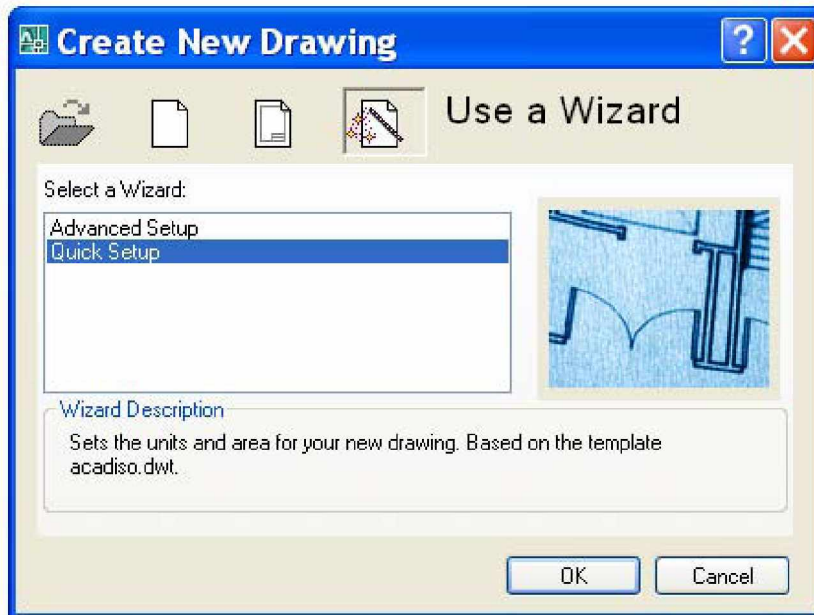 Create New Drawing
Use a Wizard
Select a Wizard:
Advanced Setup
Quick Setup
Wizard Description
Sets the units and area for your new drawing. Based on the template
acadiso.dwt.
OK Cancel